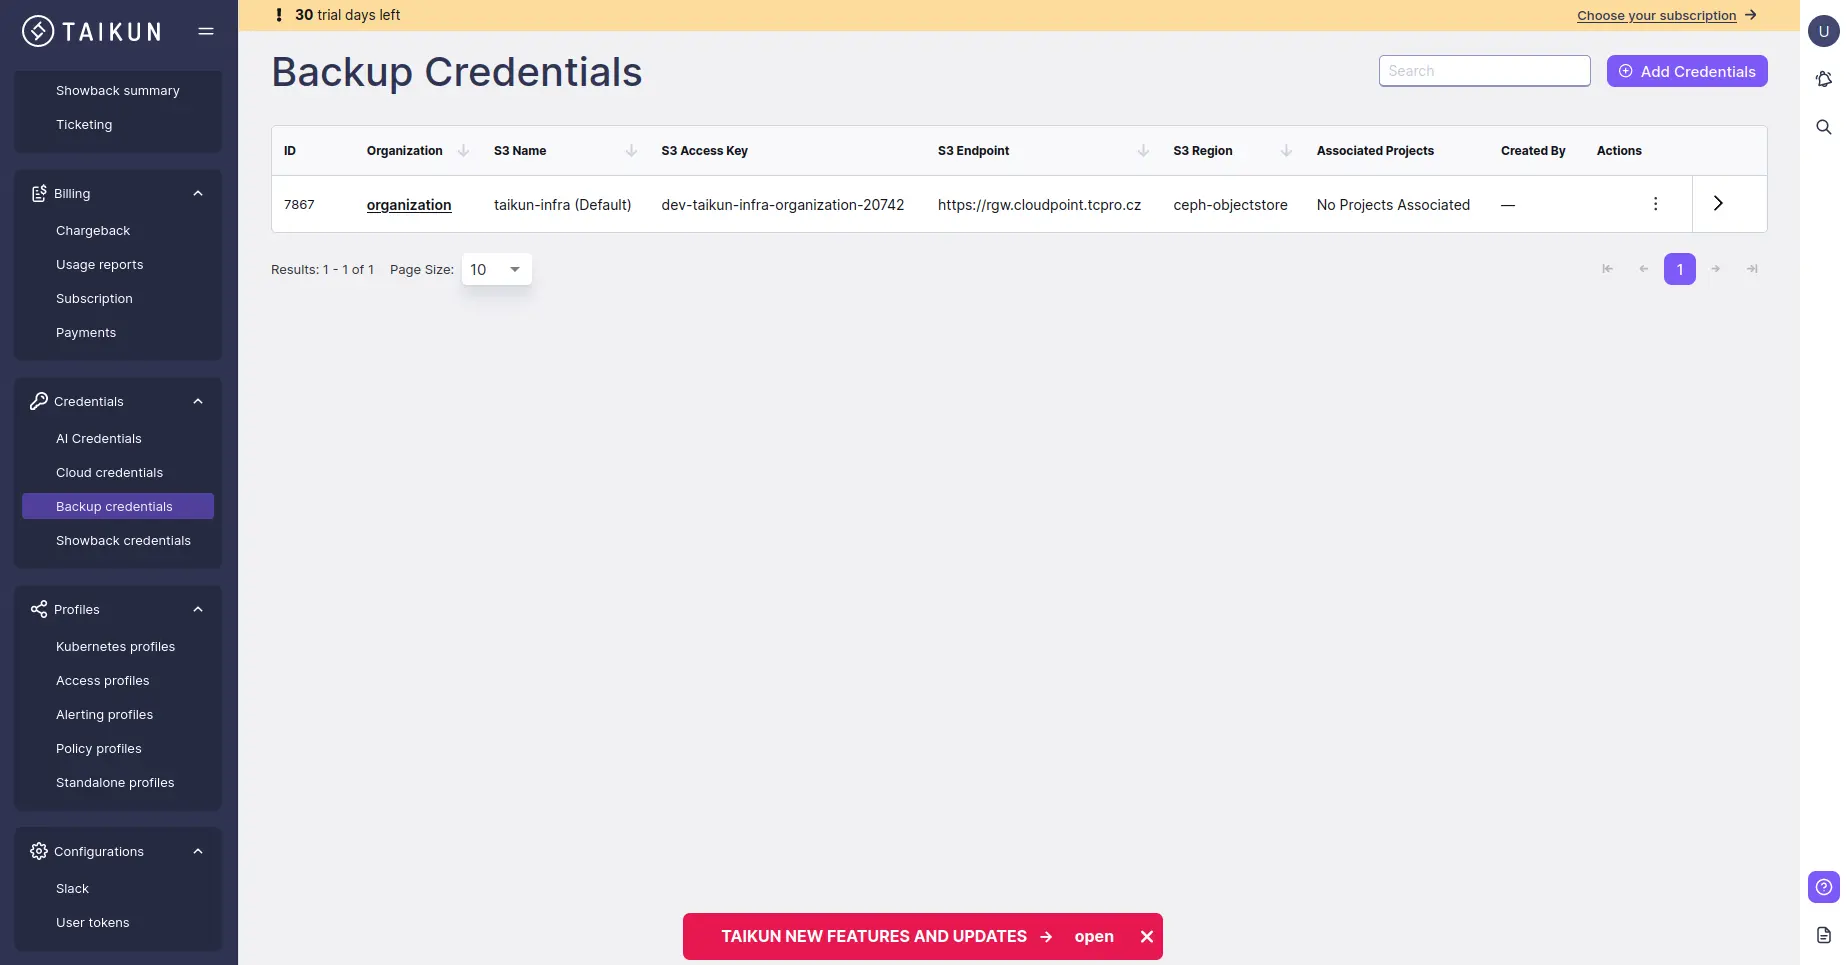 30 trial days left
Choose your subscription
TAIKUN
Showback summary
Ticketing
Billing
Chargeback
Usage reports
Subscription
Payments
Credentials
AI Credentials
Cloud credentials
Backup credentials
Showback credentials
Profiles
Kubernetes profiles
Access profiles
Alerting profiles
Policy profiles
Standalone profiles
Configurations
Slack
User tokens
Backup Credentials
Search
Add Credentials
ID Organization S3 Name S3 Access Key S3 Endpoint S3 Region Associated Projects Created By Actions
7867 organization taikun-infra (Default) dev-taikun-infra-organization-20742 https://rgw.cloudpoint.tcpro.cz ceph-objectstore No Projects Associated —
Results: 1 - 1 of 1 Page Size: 10
1
U
TAIKUN NEW FEATURES AND UPDATES → open